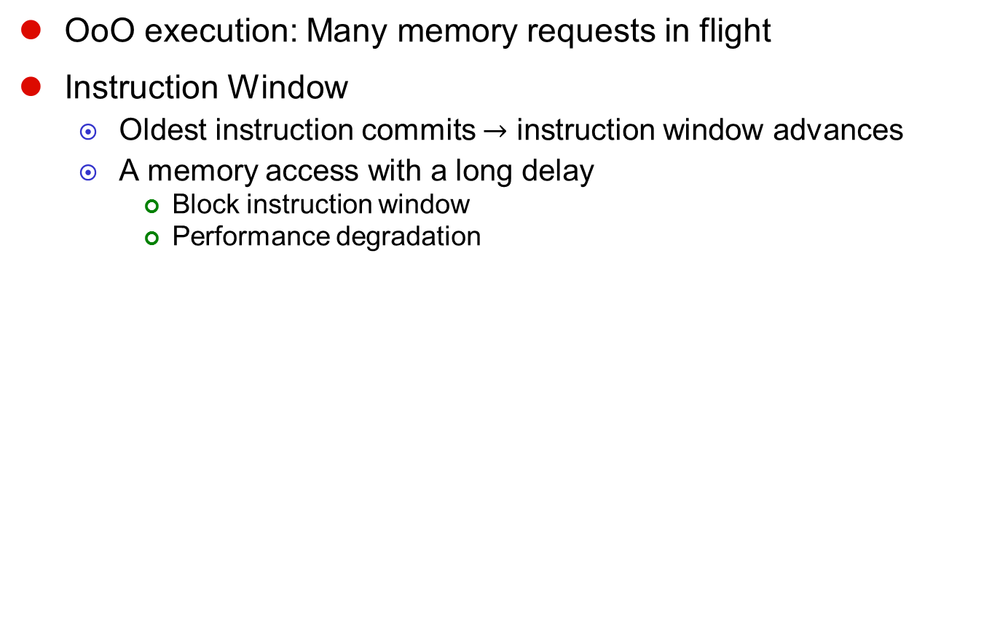 OoO execution: Many memory requests in flight
Instruction Window
Oldest instruction commits → instruction window advances
A memory access with a long delay
Block instruction window
Performance degradation